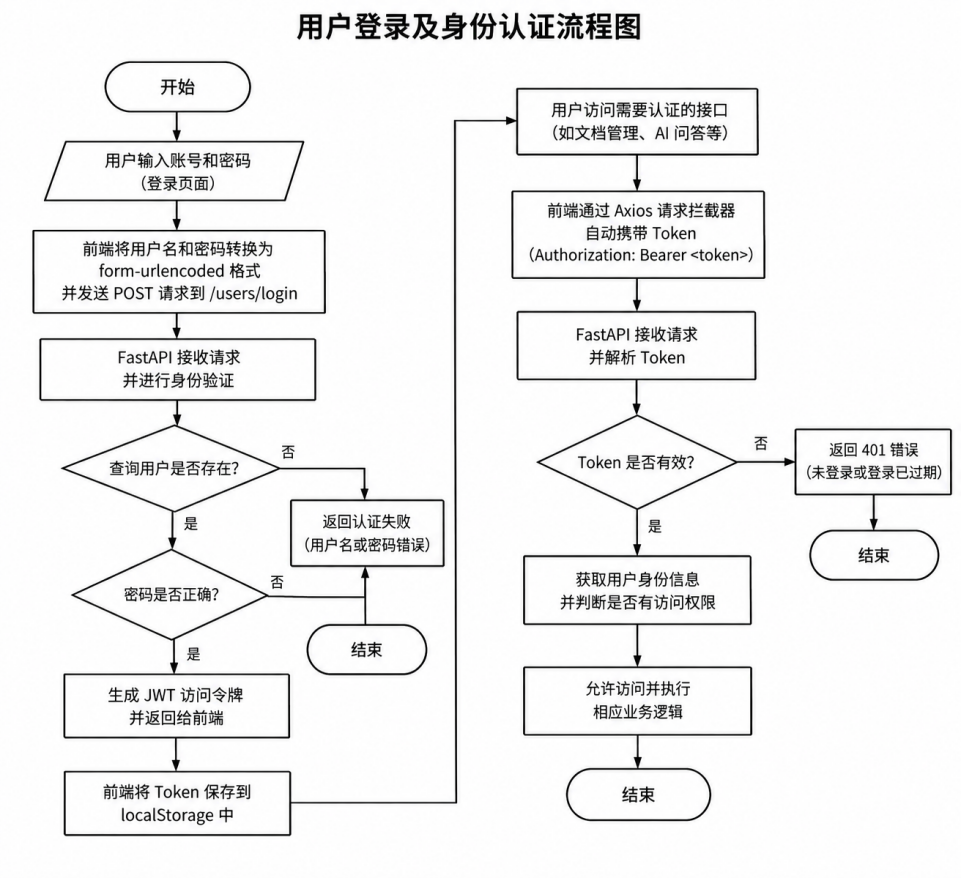 用户登录及身份认证流程图
开始
用户输入账号和密码
（登录页面）
前端将用户名和密码转换为
form-urlencoded 格式
并发送 POST 请求到 /users/login
FastAPI 接收请求
并进行身份验证
查询用户是否存在？
否
返回认证失败
（用户名或密码错误）
是
密码是否正确？
否
结束
是
生成 JWT 访问令牌
并返回给前端
前端将 Token 保存到
localStorage 中
用户访问需要认证的接口
（如文档管理、AI 问答等）
前端通过 Axios 请求拦截器
自动携带 Token
（Authorization: Bearer <token>）
FastAPI 接收请求
并解析 Token
Token 是否有效？
否
返回 401 错误
（未登录或登录已过期）
结束
是
获取用户身份信息
并判断是否有访问权限
允许访问并执行
相应业务逻辑
结束